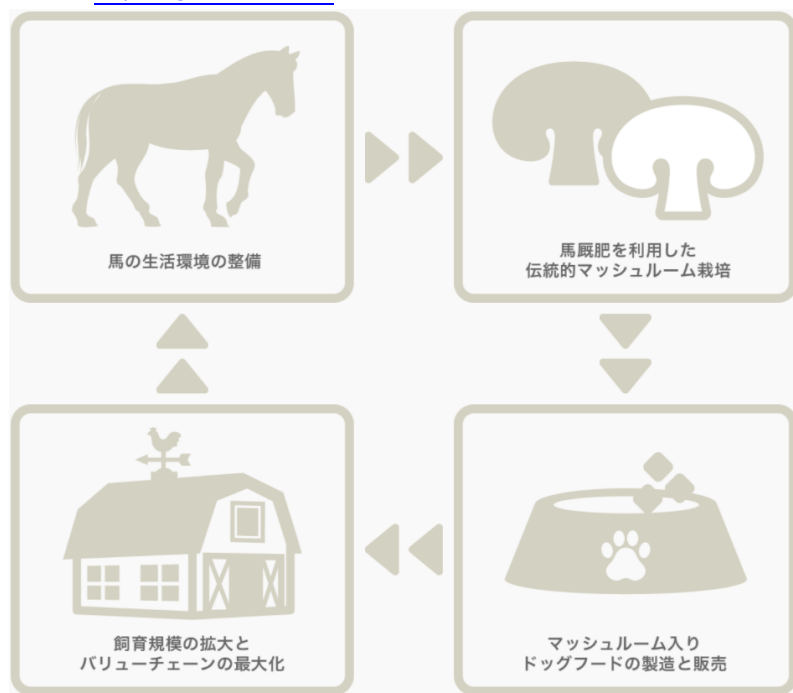 馬の生活環境の整備
馬厩肥を利用した
伝統的マッシュルーム栽培
飼育規模の拡大と
バリューチェーンの最大化
マッシュルーム入り
ドッグフードの製造と販売